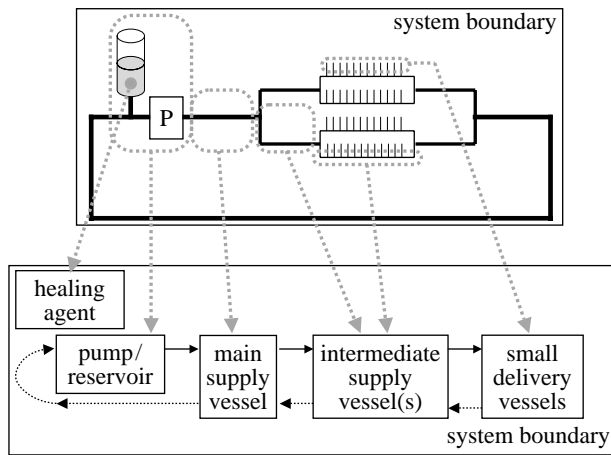 system boundary
P
healing
agent
pump/
reservoir
main
supply
vessel
intermediate
supply
vessel(s)
small
delivery
vessels
system boundary